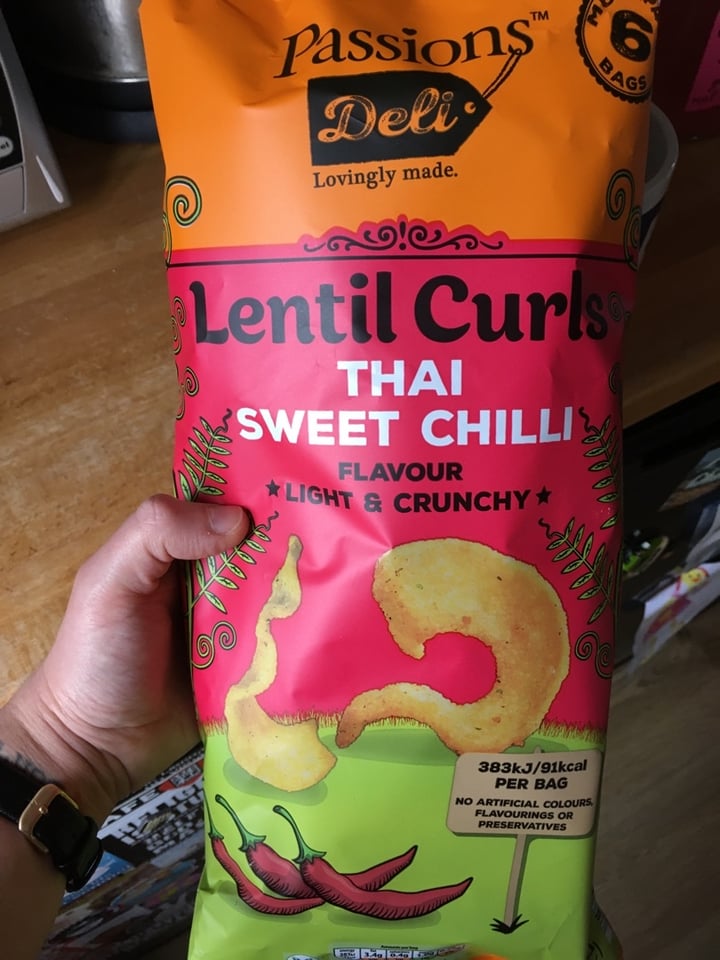 Passions™
Deli
Lovingly made.
6
BAGS
Lentil Curls
THAI
SWEET CHILLI
FLAVOUR
★ LIGHT & CRUNCHY ★
383kJ/91kcal
PER BAG
NO ARTIFICIAL COLOURS,
FLAVOURINGS OR
PRESERVATIVES